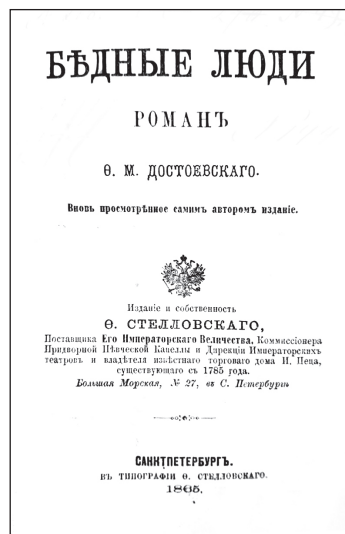 БѢДНЫЕ ЛЮДИ
РОМАНЪ
Ѳ. М. ДОСТОЕВСКАГО.
Вновь просмотрѣнное самимъ авторомъ изданіе.
Изданіе и собственность
Ѳ. СТЕЛЛОВСКАГО,
Поставщика Его Императорскаго Величества, Коммиссіонера
Придворной Пѣвческой Капеллы и Дирекціи Императорскихъ
театровъ и владѣтеля извѣстнаго торговаго дома И. Пеца,
существующаго съ 1785 года.
Большая Морская, № 27, въ С. Петербургѣ
САНКТПЕТЕРБУРГЪ.
ВЪ ТИПОГРАФІИ Ѳ. СТЕЛЛОВСКАГО.
1865.